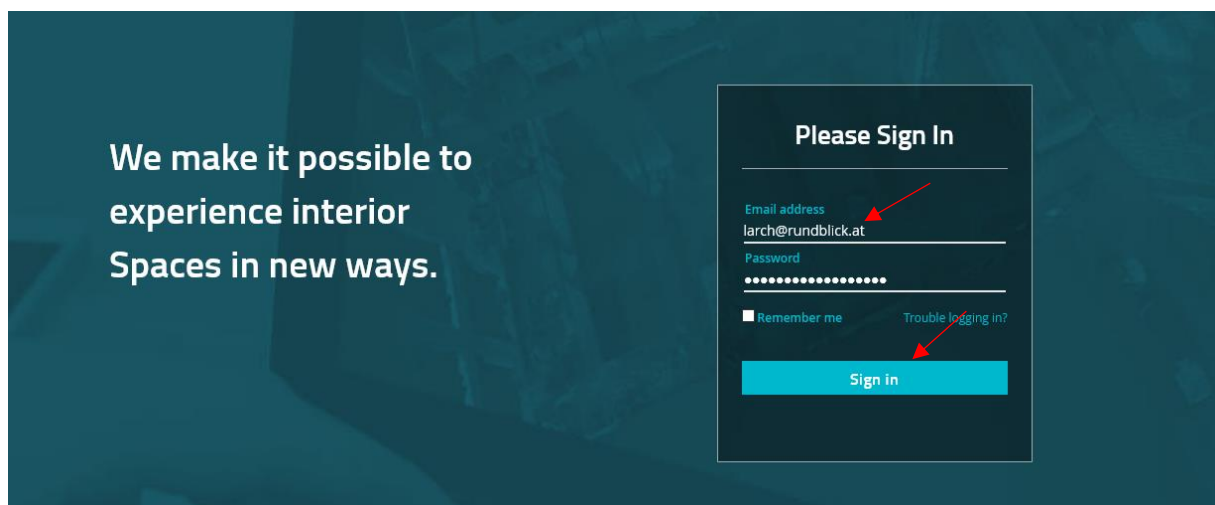 We make it possible to
experience interior
Spaces in new ways.
Please Sign In
Email address
larch@rundblick.at
Password
Remember me Trouble logging in?
Sign in